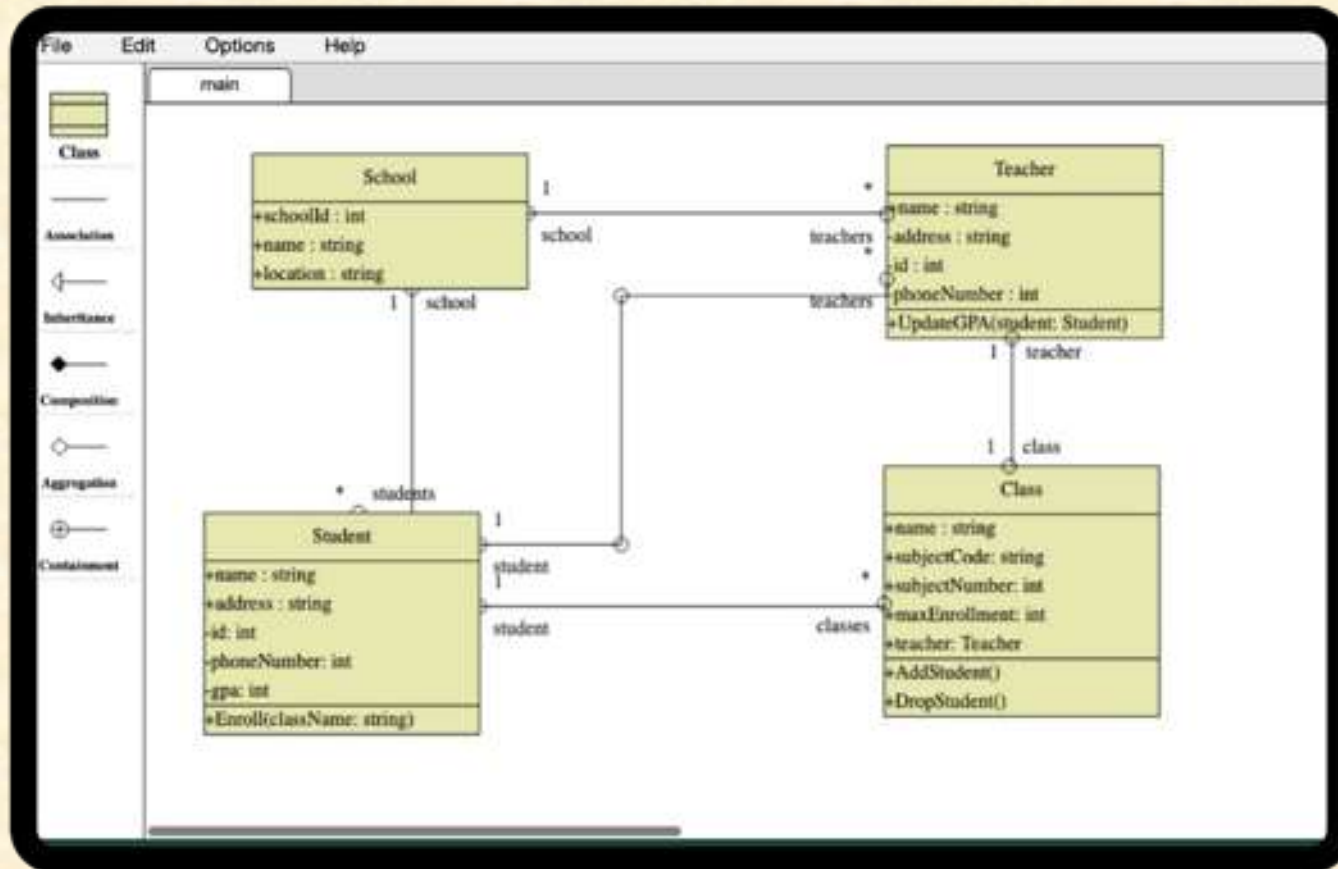 File Edit Options Help
main
Class
Association
Inheritance
Composition
Aggregation
Containment
School
+schoolId : int
+name : string
+location : string
1
school
*
teachers
Teacher
+name : string
-address : string
-id : int
-phoneNumber : int
+UpdateGPA(student: Student)
*
teachers
1 school
1 teacher
1 class
* students
Student
+name : string
+address : string
-id: int
-phoneNumber: int
-gpa: int
+Enroll(className: string)
1
student
1
student
*
classes
Class
+name : string
+subjectCode: string
+subjectNumber: int
+maxEnrollment: int
+teacher: Teacher
+AddStudent()
+DropStudent()